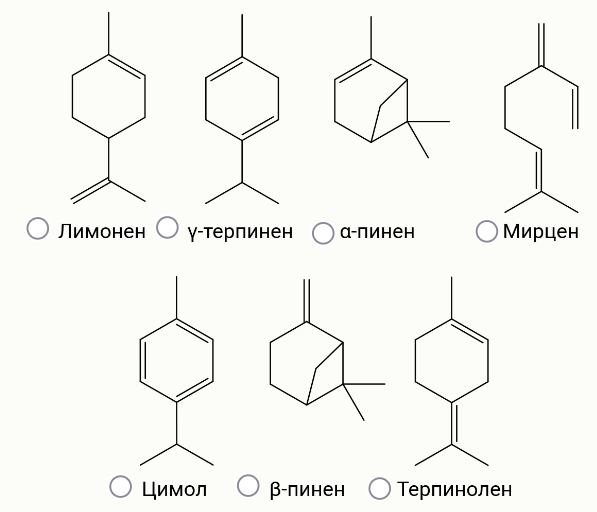 Лимонен γ-терпинен α-пинен Мирцен
Цимол β-пинен Терпинолен